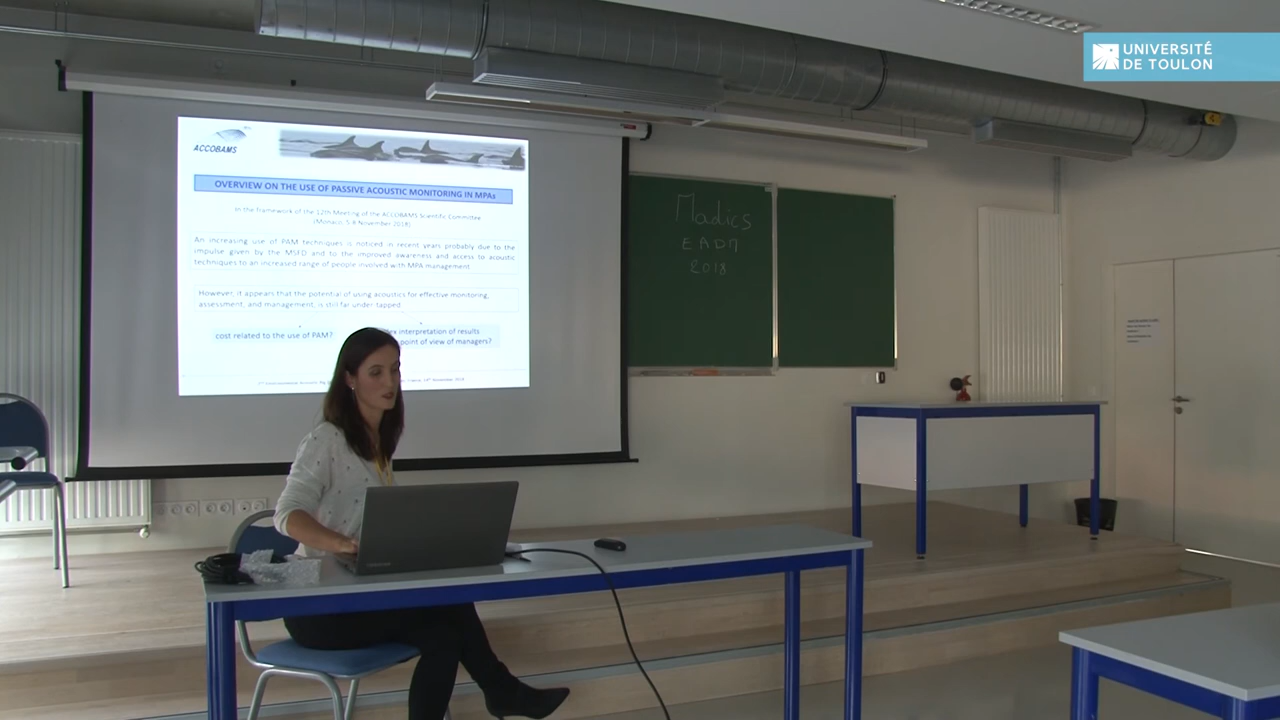 UNIVERSITÉ
DE TOULON
ACCOBAMS
OVERVIEW ON THE USE OF PASSIVE ACOUSTIC MONITORING IN MPAs
In the framework of the 12th Meeting of the ACCOBAMS Scientific Committee
(Monaco, 5-8 November 2018)
An increasing use of PAM techniques is noticed in recent years probably due to the
impulse given by the MSFD and to the improved awareness and access to acoustic
techniques to an increased range of people involved with MPA management
However, it appears that the potential of using acoustics for effective monitoring,
assessment, and management, is still far under-tapped
cost related to the use of PAM?
interpretation of results
point of view of managers?
Madics
EADM
2018